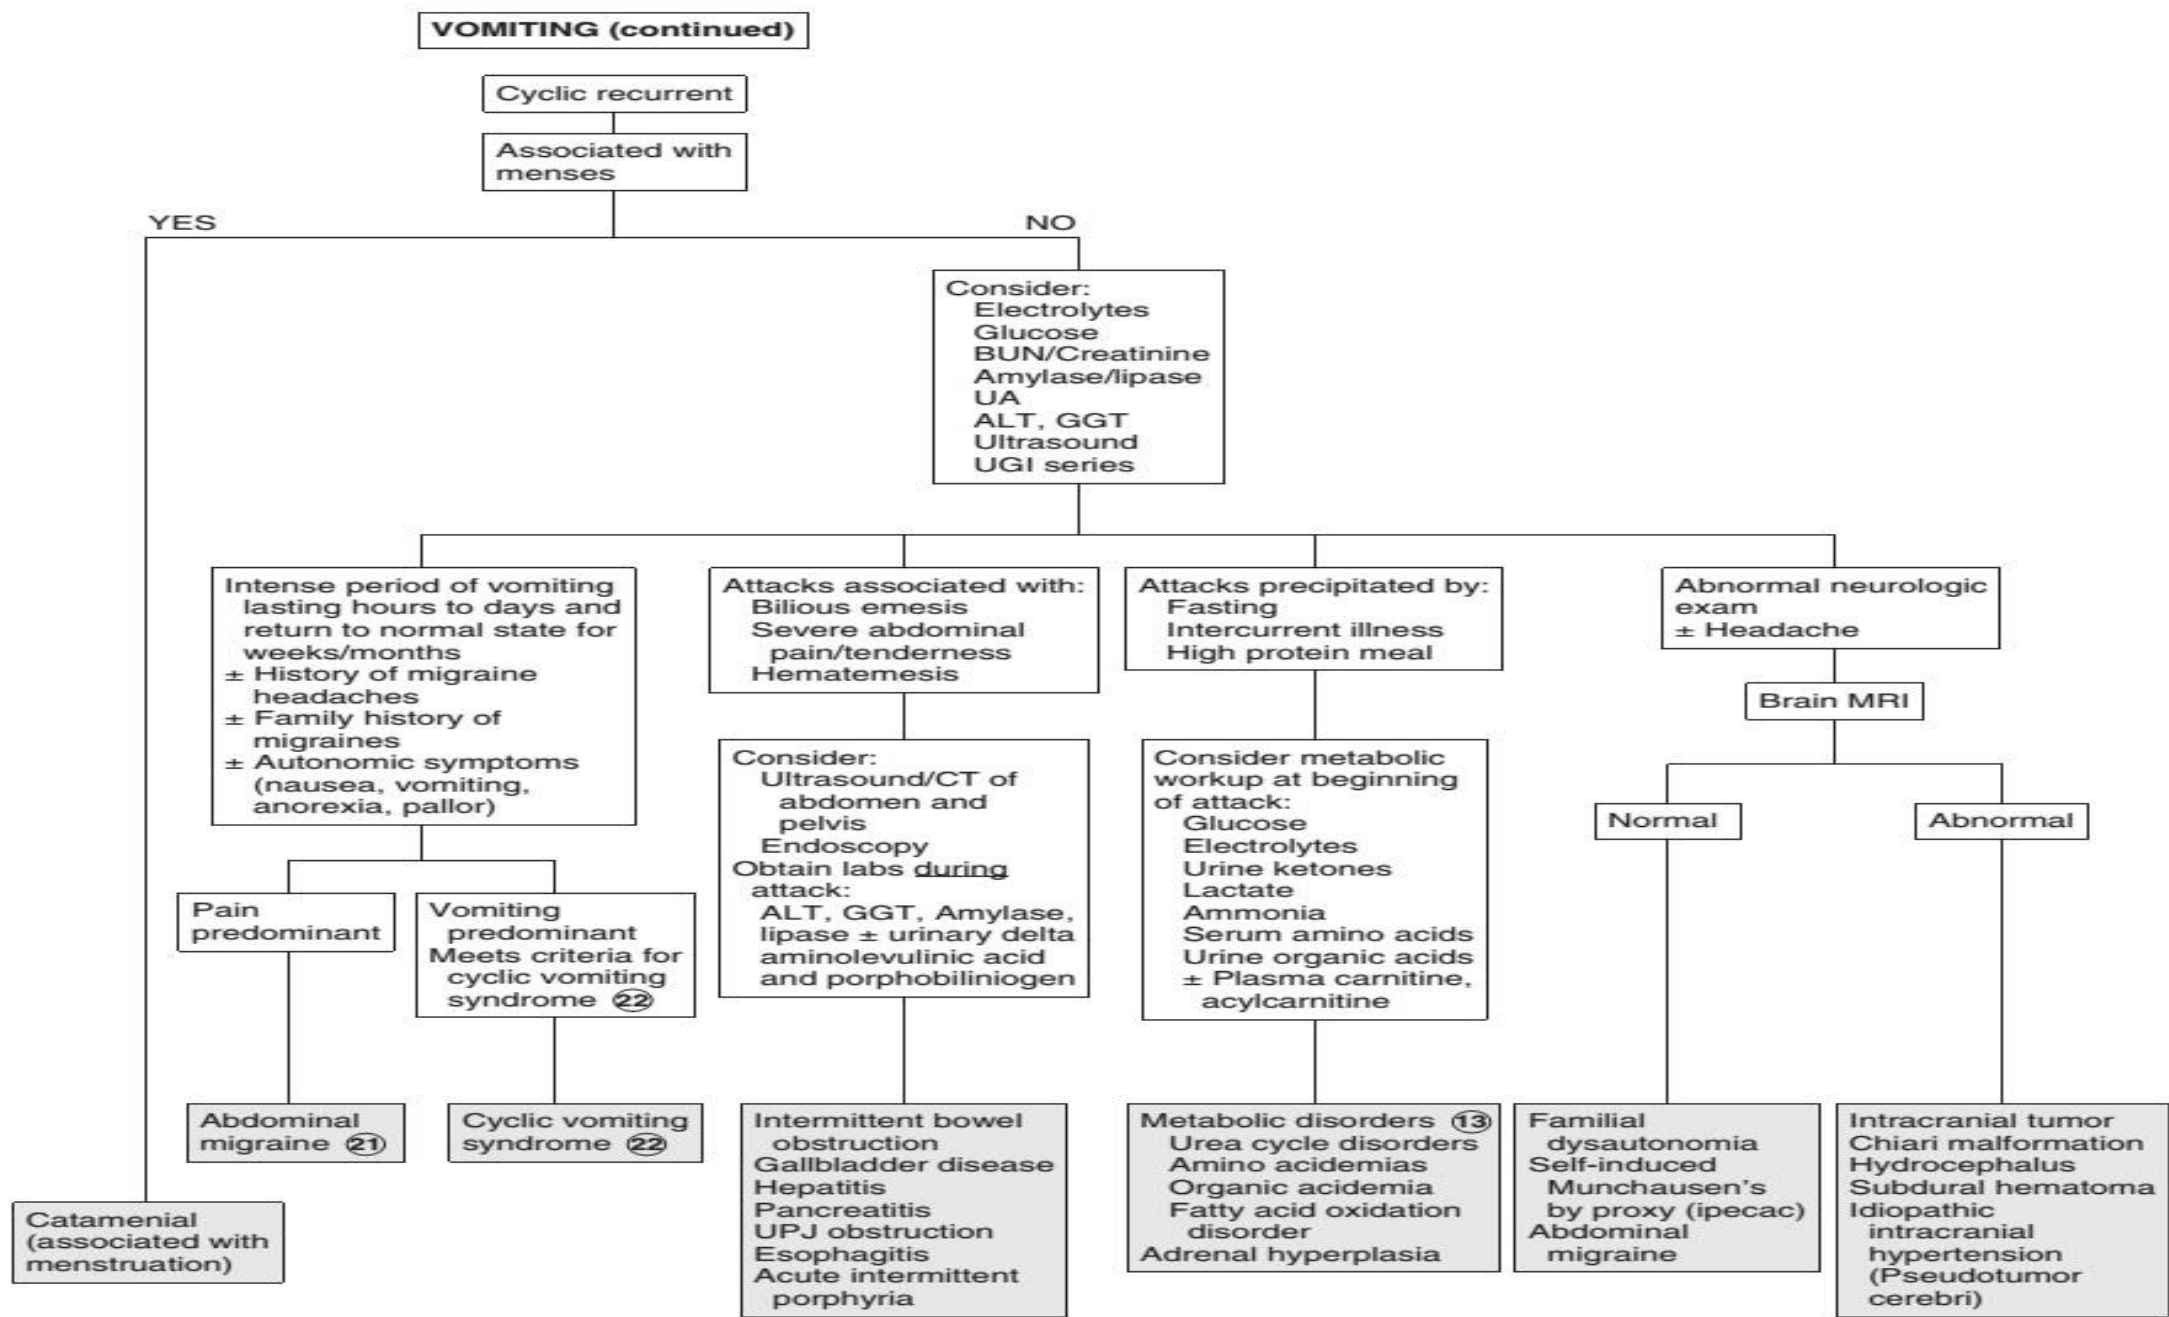 VOMITING (continued)
Cyclic recurrent
Associated with
menses
YES
NO
Consider:
Electrolytes
Glucose
BUN/Creatinine
Amylase/lipase
UA
ALT, GGT
Ultrasound
UGI series
Intense period of vomiting
lasting hours to days and
return to normal state for
weeks/months
± History of migraine
headaches
± Family history of
migraines
± Autonomic symptoms
(nausea, vomiting,
anorexia, pallor)
Attacks associated with:
Bilious emesis
Severe abdominal
pain/tenderness
Hematemesis
Attacks precipitated by:
Fasting
Intercurrent illness
High protein meal
Abnormal neurologic
exam
± Headache
Brain MRI
Consider:
Ultrasound/CT of
abdomen and
pelvis
Endoscopy
Obtain labs during
attack:
ALT, GGT, Amylase,
lipase ± urinary delta
aminolevulinic acid
and porphobiliniogen
Consider metabolic
workup at beginning
of attack:
Glucose
Electrolytes
Urine ketones
Lactate
Ammonia
Serum amino acids
Urine organic acids
± Plasma carnitine,
acylcarnitine
Normal
Abnormal
Pain
predominant
Vomiting
predominant
Meets criteria for
cyclic vomiting
syndrome 22
Abdominal
migraine 21
Cyclic vomiting
syndrome 22
Intermittent bowel
obstruction
Gallbladder disease
Hepatitis
Pancreatitis
UPJ obstruction
Esophagitis
Acute intermittent
porphyria
Metabolic disorders 13
Urea cycle disorders
Amino acidemias
Organic acidemia
Fatty acid oxidation
disorder
Adrenal hyperplasia
Familial
dysautonomia
Self-induced
Munchausen's
by proxy (ipecac)
Abdominal
migraine
Intracranial tumor
Chiari malformation
Hydrocephalus
Subdural hematoma
Idiopathic
intracranial
hypertension
(Pseudotumor
cerebri)
Catamenial
(associated with
menstruation)